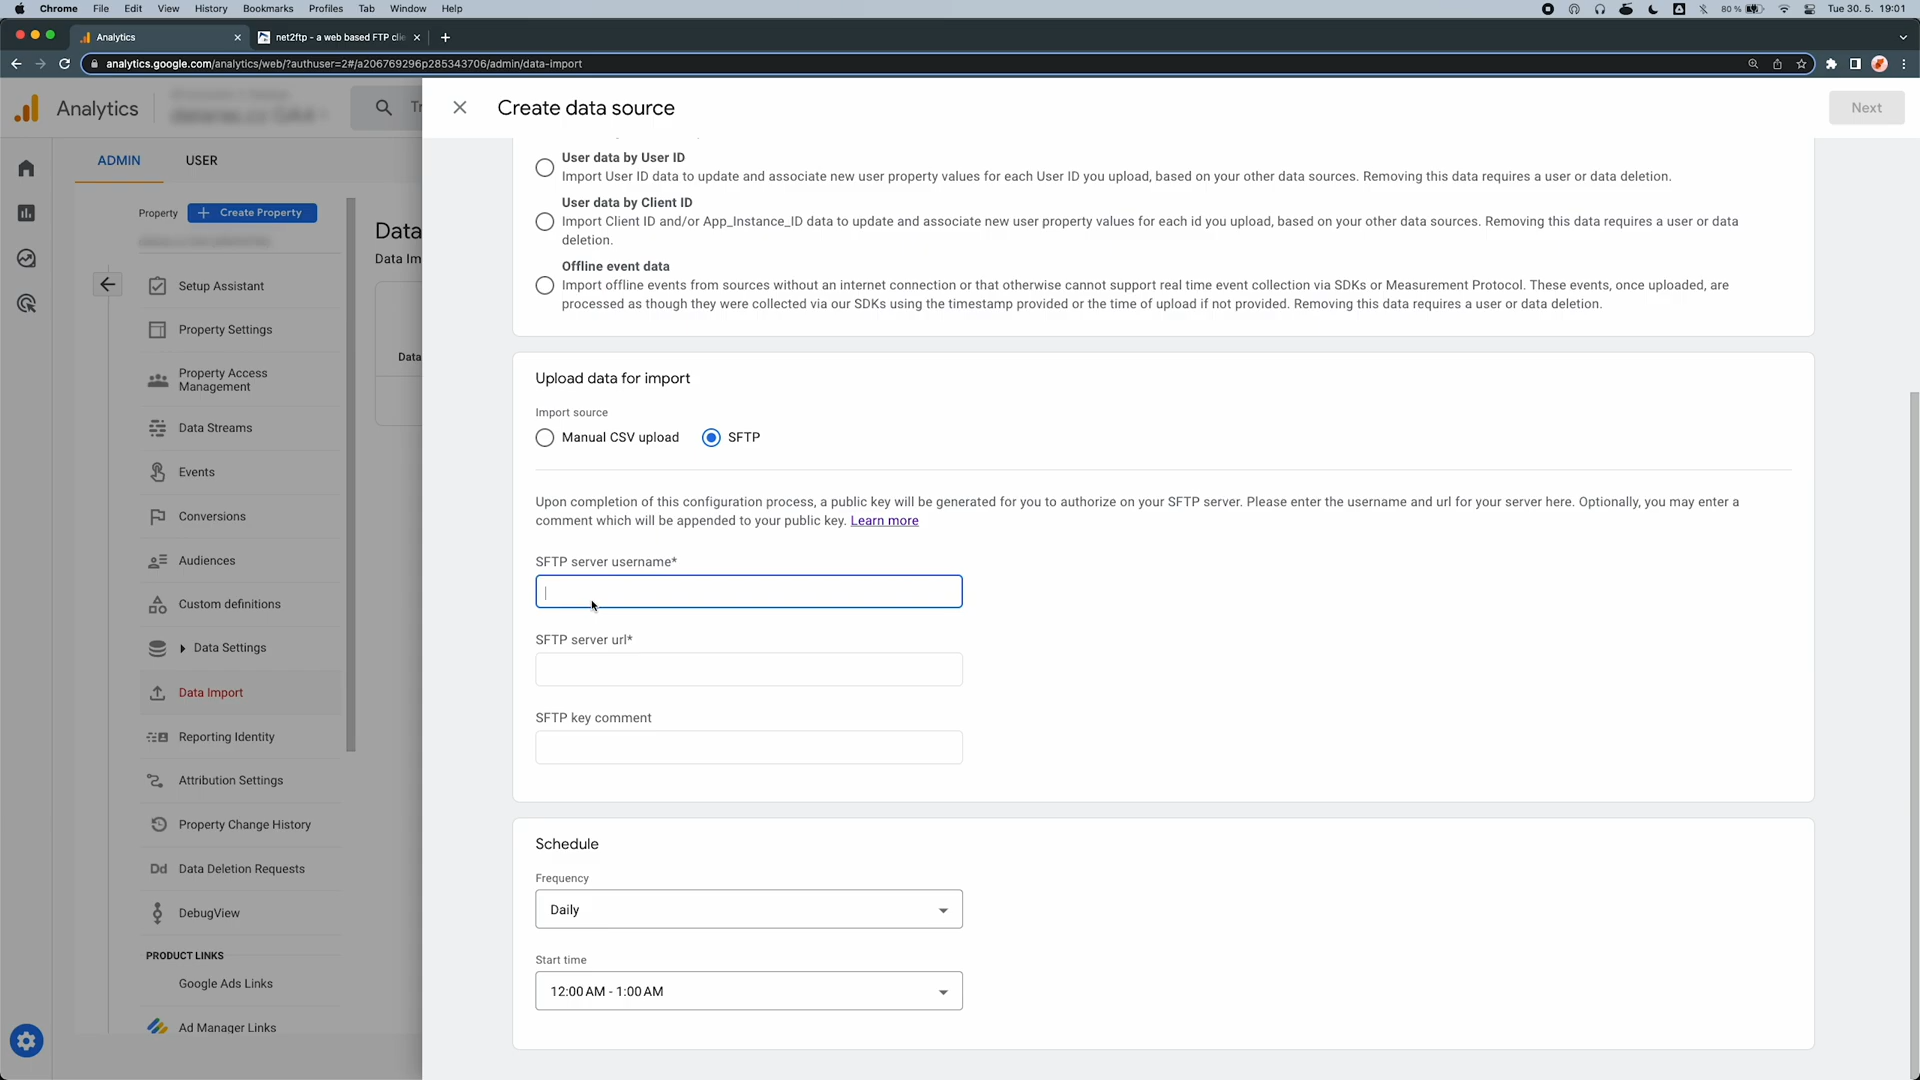 Chrome File Edit View History Bookmarks Profiles Tab Window Help 80 % Tue 30. 5. 19:01
Analytics net2ftp - a web based FTP clie
analytics.google.com/analytics/web/?authuser=2#/a206769296p285343706/admin/data-import
Analytics Tr
Create data source
Next
ADMIN USER
Property Create Property
Data
Data Im
Data
Setup Assistant
Property Settings
Property Access
Management
Data Streams
Events
Conversions
Audiences
Custom definitions
Data Settings
Data Import
Reporting Identity
Attribution Settings
Property Change History
Dd Data Deletion Requests
DebugView
PRODUCT LINKS
Google Ads Links
Ad Manager Links
User data by User ID
Import User ID data to update and associate new user property values for each User ID you upload, based on your other data sources. Removing this data requires a user or data deletion.
User data by Client ID
Import Client ID and/or App_Instance_ID data to update and associate new user property values for each id you upload, based on your other data sources. Removing this data requires a user or data
deletion.
Offline event data
Import offline events from sources without an internet connection or that otherwise cannot support real time event collection via SDKs or Measurement Protocol. These events, once uploaded, are
processed as though they were collected via our SDKs using the timestamp provided or the time of upload if not provided. Removing this data requires a user or data deletion.
Upload data for import
Import source
Manual CSV upload SFTP
Upon completion of this configuration process, a public key will be generated for you to authorize on your SFTP server. Please enter the username and url for your server here. Optionally, you may enter a
comment which will be appended to your public key. Learn more
SFTP server username*
SFTP server url*
SFTP key comment
Schedule
Frequency
Daily
Start time
12:00 AM - 1:00 AM